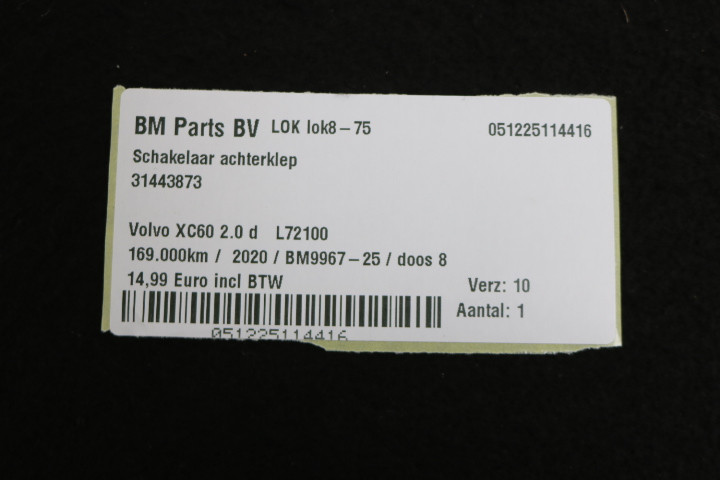 BM Parts BV LOK lok8-75 051225114416
Schakelaar achterklep
31443873
Volvo XC60 2.0 d L72100
169.000km / 2020 / BM9967-25 / doos 8
14,99 Euro incl BTW Verz: 10
Aantal: 1
051225114416